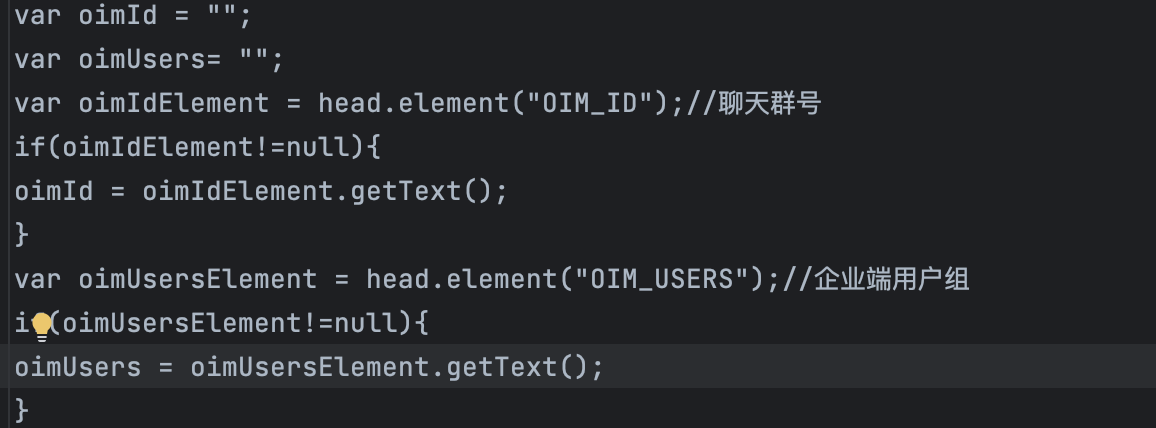 var oimId = "";
var oimUsers= "";
var oimIdElement = head.element("OIM_ID");//聊天群号
if(oimIdElement!=null){
oimId = oimIdElement.getText();
}
var oimUsersElement = head.element("OIM_USERS");//企业端用户组
i (oimUsersElement!=null){
oimUsers = oimUsersElement.getText();
}